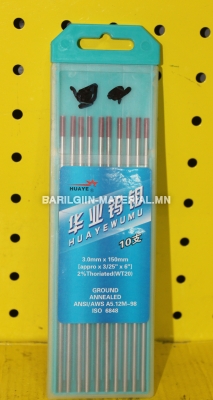 HUAYE
BARILGIIN-MATERIAL.MN
华业钨钼
HUAYEWUMU
10支
3.0mm x 150mm
[appro x 3/25" x 6"]
2%Thoriated(WT20)
GROUND
ANNEALED
ANSI/AWS A5.12M-98
ISO 6848